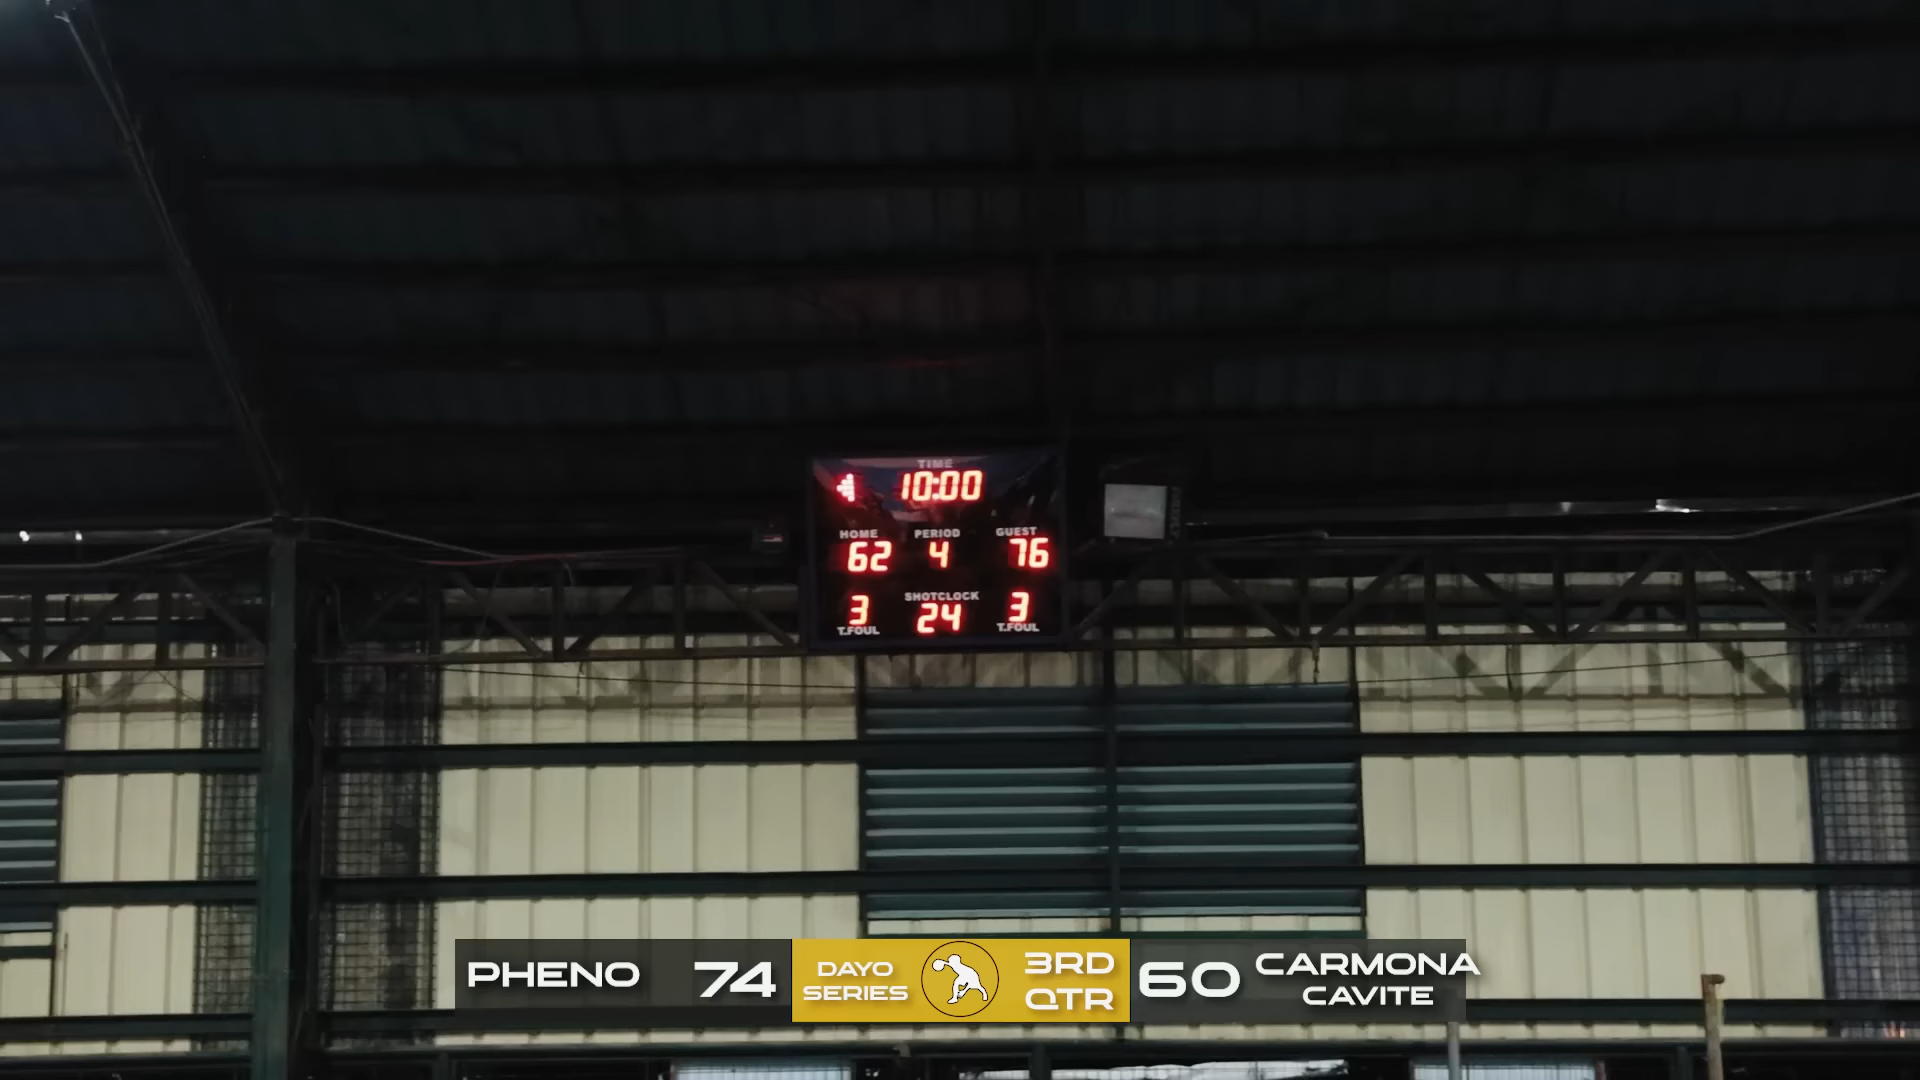 TIME
10:00
HOME PERIOD GUEST
62 4 76
SHOTCLOCK
3 24 3
T.FOUL T.FOUL
PHENO 74 DAYO SERIES 3RD QTR 60 CARMONA CAVITE